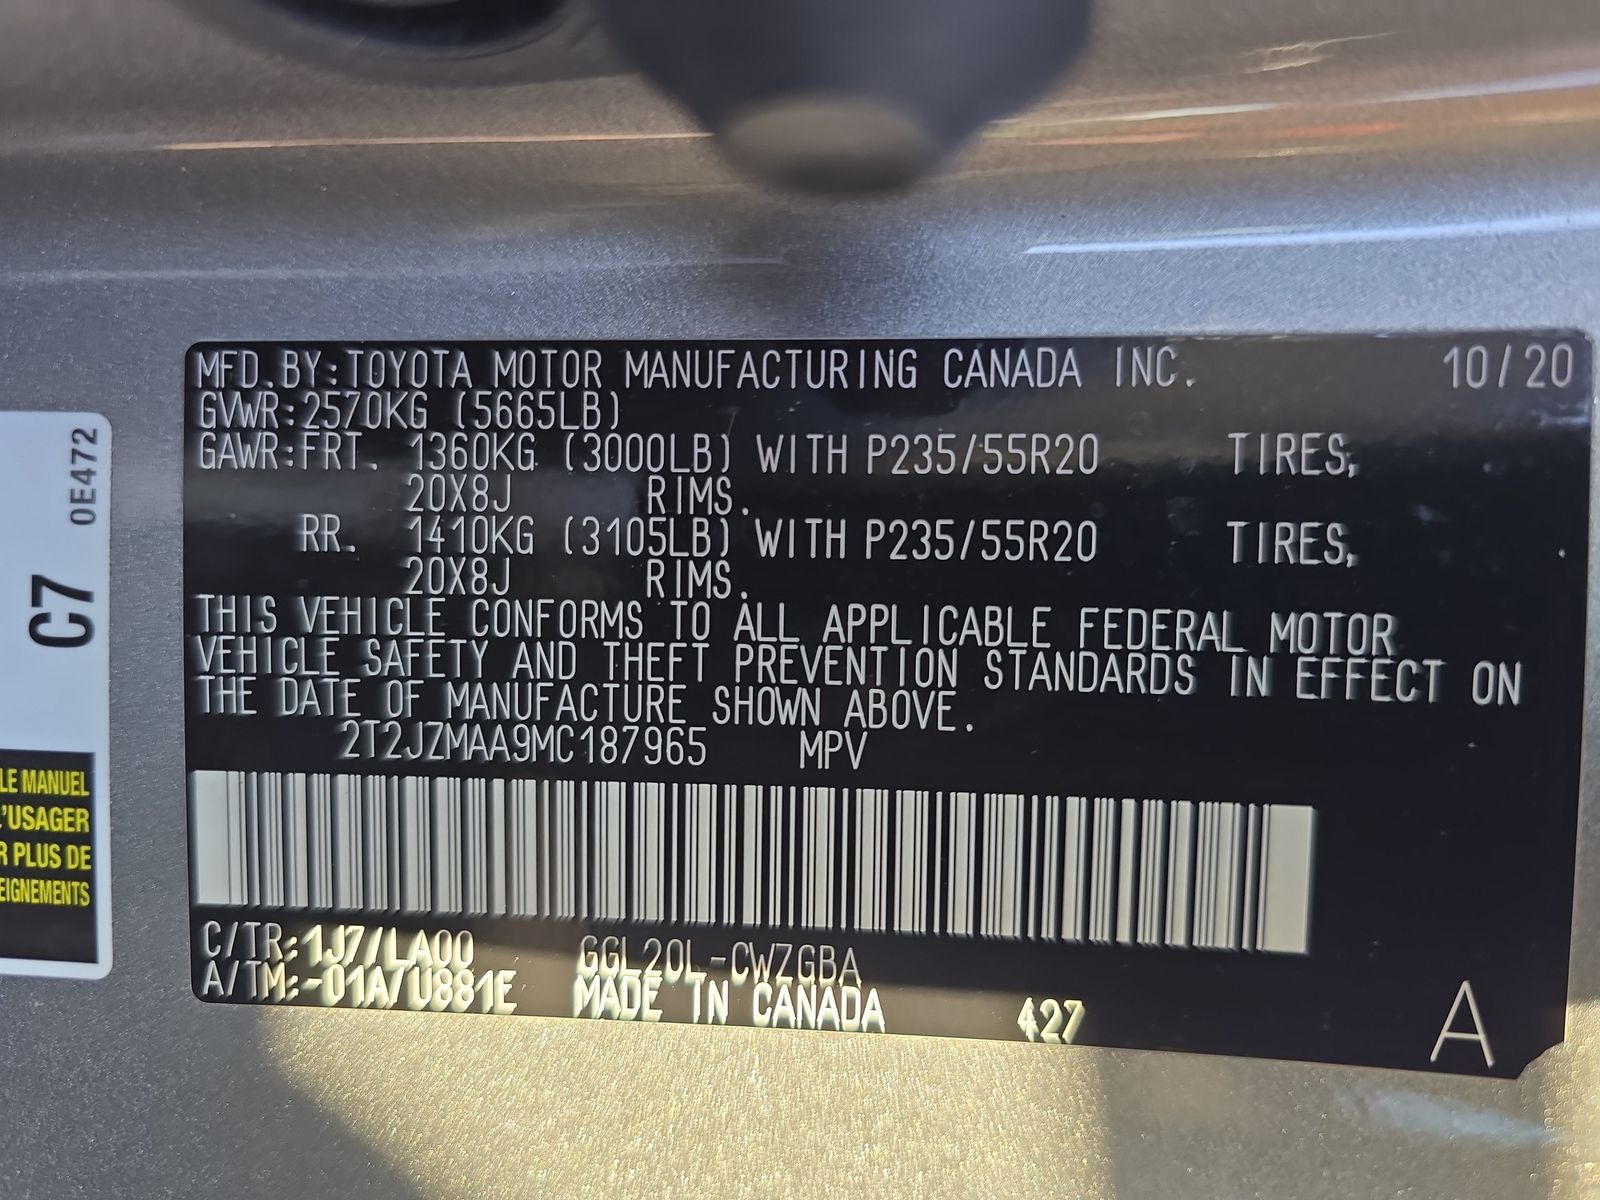 MFD.BY:TOYOTA MOTOR MANUFACTURING CANADA INC. 10/20
GVWR:2570KG (5665LB)
GAWR:FRT. 1360KG (3000LB) WITH P235/55R20 TIRES,
20X8J RIMS.
RR. 1410KG (3105LB) WITH P235/55R20 TIRES,
20X8J RIMS.
THIS VEHICLE CONFORMS TO ALL APPLICABLE FEDERAL MOTOR
VEHICLE SAFETY AND THEFT PREVENTION STANDARDS IN EFFECT ON
THE DATE OF MANUFACTURE SHOWN ABOVE.
2T2JZMAA9MC187965 MPV
C/TR:1J7/LA00 GGL20L-CWZGBA
A/TM:-01A/U881E MADE IN CANADA 427
A
C7
0E472
LE MANUEL
L'USAGER
R PLUS DE
EIGNEMENTS